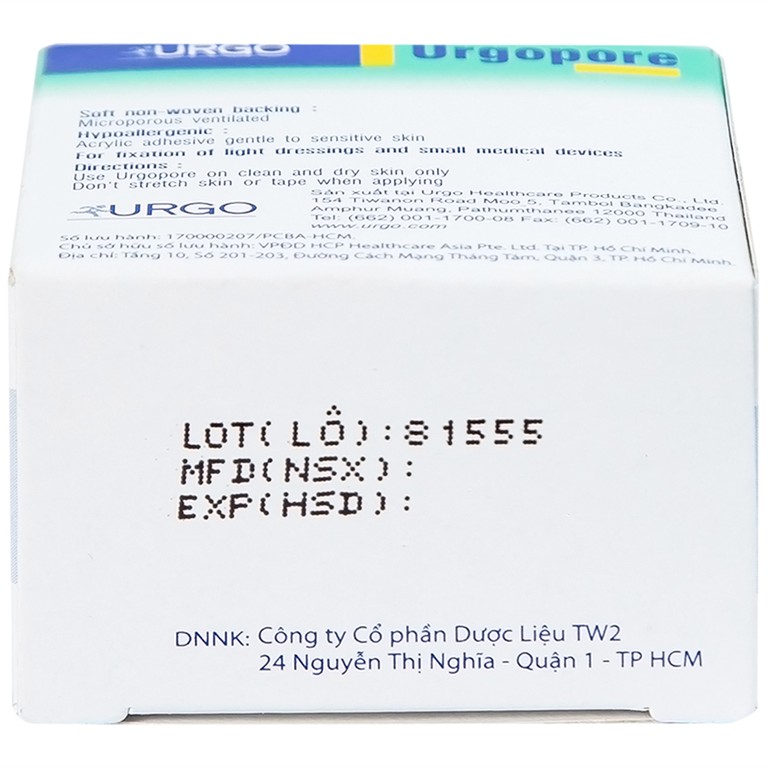 URGO
Urgopore
Soft non-woven backing :
Microporous ventilated
Hypoallergenic :
Acrylic adhesive gentle to sensitive skin
For fixation of light dressings and small medical devices
Directions :
Use Urgopore on clean and dry skin only
Don't stretch skin or tape when applying
URGO
Sản xuất tại Urgo Healthcare Products Co., Ltd.
154 Tiwanon Road Moo 5, Tambol Bangkadee
Amphur Muang, Pathumthanee 12000 Thailand
Tel: (662) 001-1700-08 Fax: (662) 001-1709-10
www.urgo.com
Số lưu hành: 170000207/PCBA-HCM.
Chủ sở hữu số lưu hành: VPĐD HCP Healthcare Asia Pte. Ltd. Tại TP. Hồ Chí Minh.
Địa chỉ: Tầng 10, Số 201-203, Đường Cách Mạng Tháng Tám, Quận 3, TP. Hồ Chí Minh.
LOT(LÔ):81555
MFD(NSX):
EXP(HSD):
DNNK: Công ty Cổ phần Dược Liệu TW2
24 Nguyễn Thị Nghĩa - Quận 1 - TP HCM